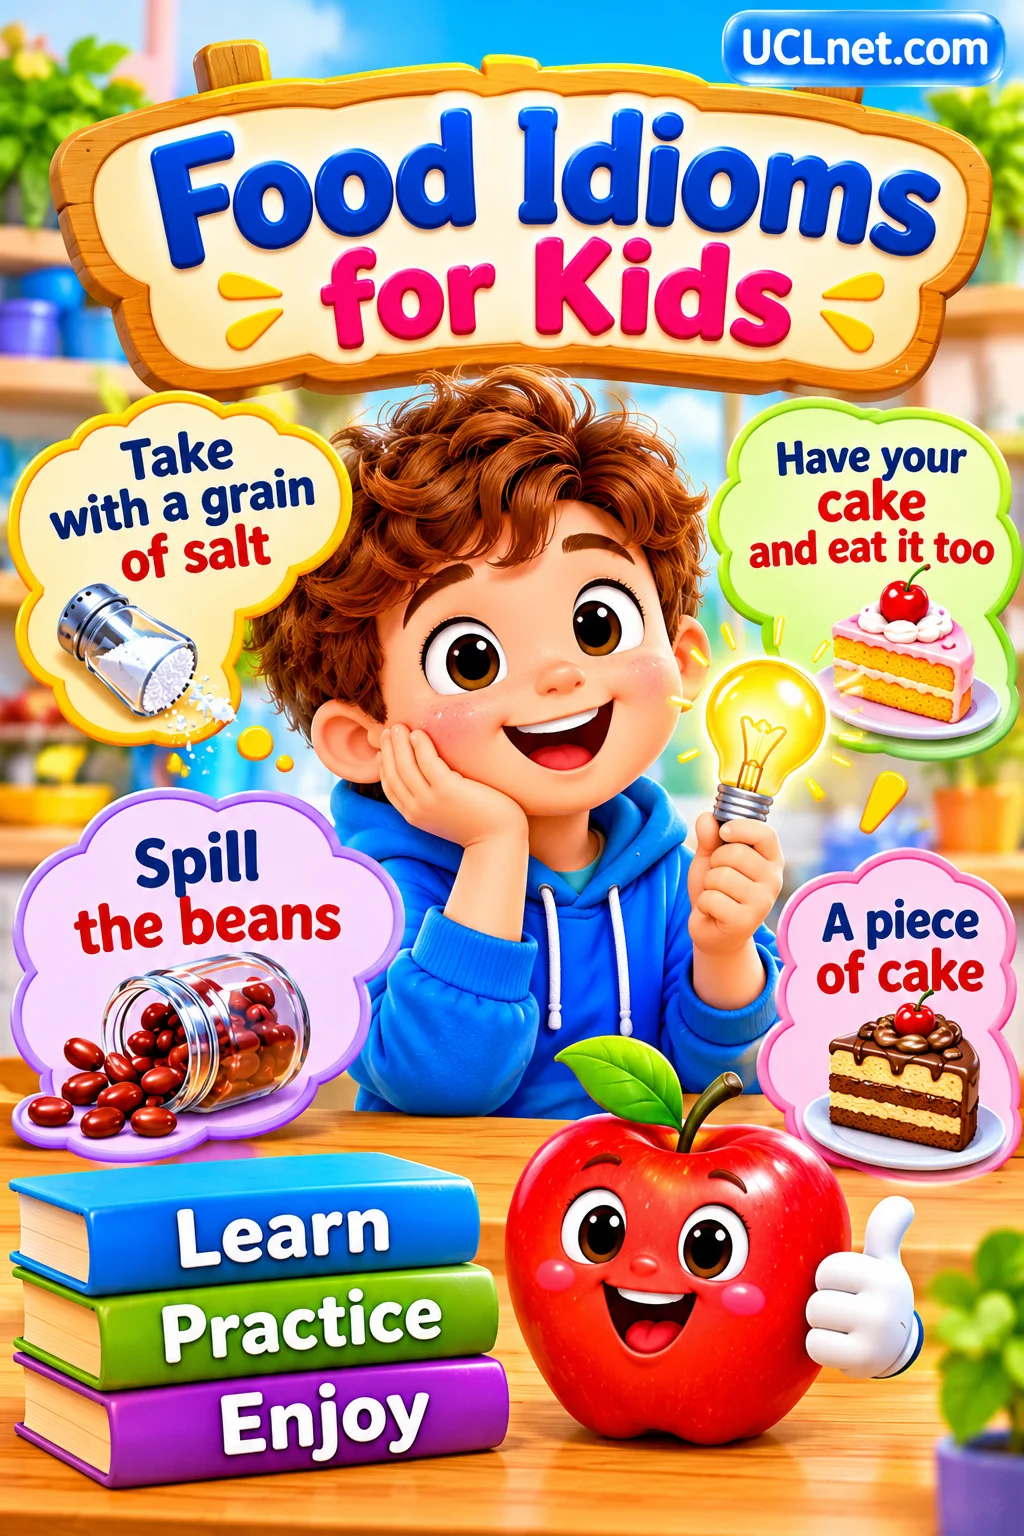 UCLnet.com
Food Idioms
for Kids
Take
with a grain
of salt
Have your
cake
and eat it too
Spill
the beans
A piece
of cake
Learn
Practice
Enjoy